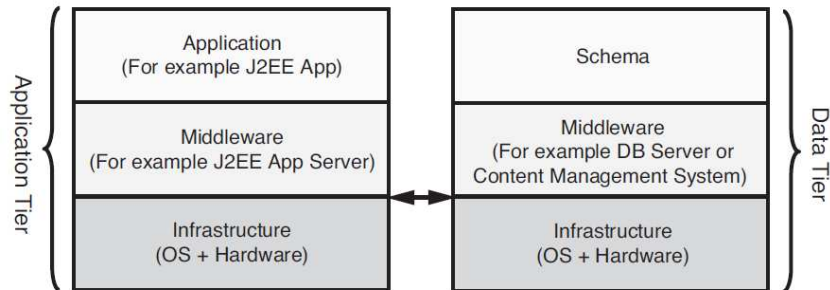 Application Tier
Application
(For example J2EE App)
Middleware
(For example J2EE App Server)
Infrastructure
(OS + Hardware)
Schema
Middleware
(For example DB Server or
Content Management System)
Infrastructure
(OS + Hardware)
Data Tier